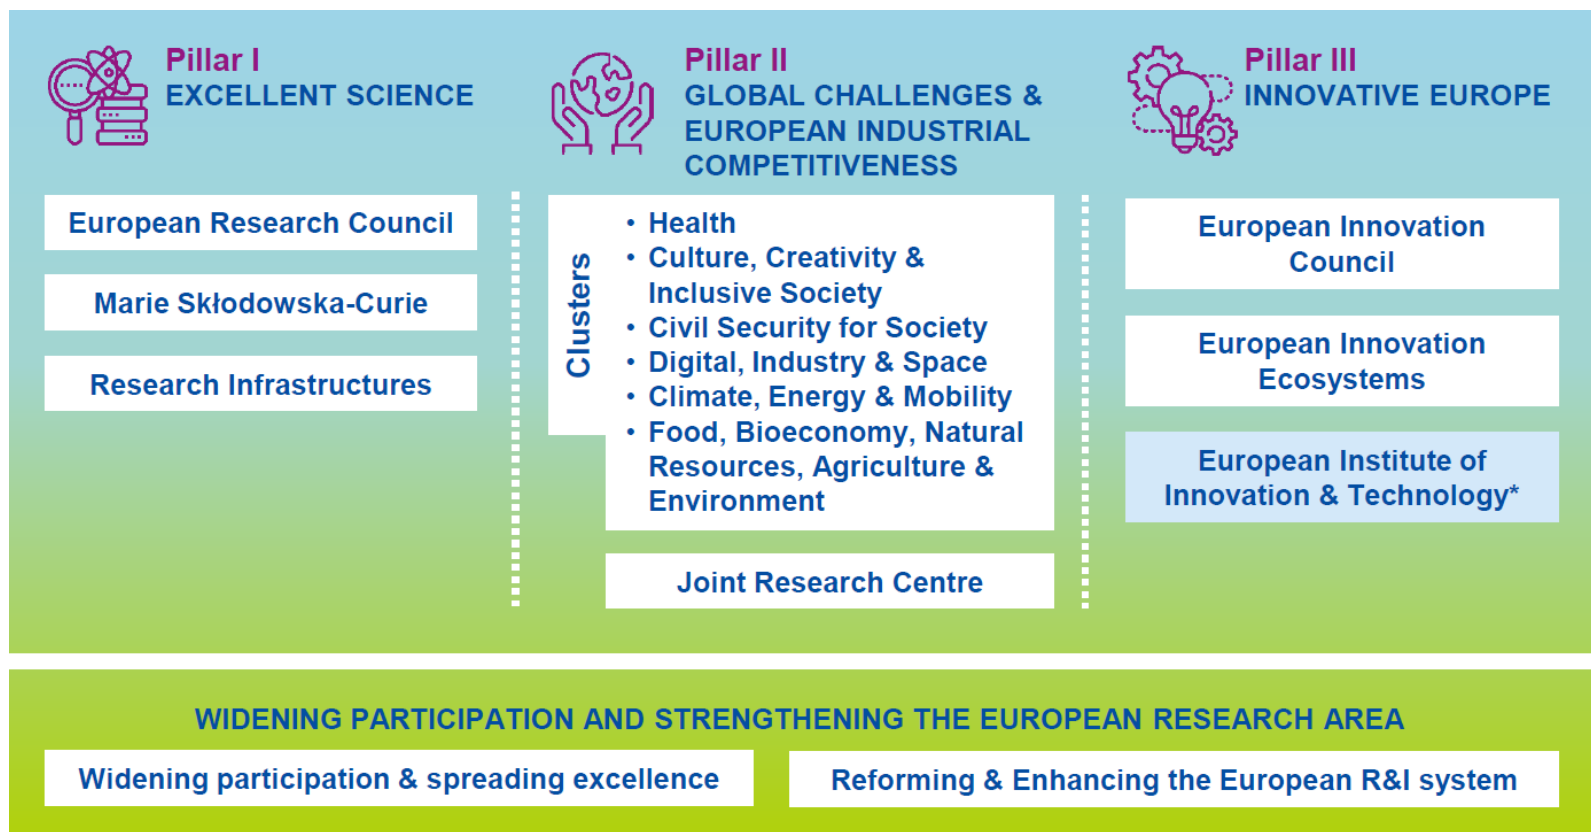 Pillar I
EXCELLENT SCIENCE
European Research Council
Marie Skłodowska-Curie
Research Infrastructures
Pillar II
GLOBAL CHALLENGES &
EUROPEAN INDUSTRIAL
COMPETITIVENESS
Clusters
• Health
• Culture, Creativity &
Inclusive Society
• Civil Security for Society
• Digital, Industry & Space
• Climate, Energy & Mobility
• Food, Bioeconomy, Natural
Resources, Agriculture &
Environment
Joint Research Centre
Pillar III
INNOVATIVE EUROPE
European Innovation
Council
European Innovation
Ecosystems
European Institute of
Innovation & Technology*
WIDENING PARTICIPATION AND STRENGTHENING THE EUROPEAN RESEARCH AREA
Widening participation & spreading excellence
Reforming & Enhancing the European R&I system